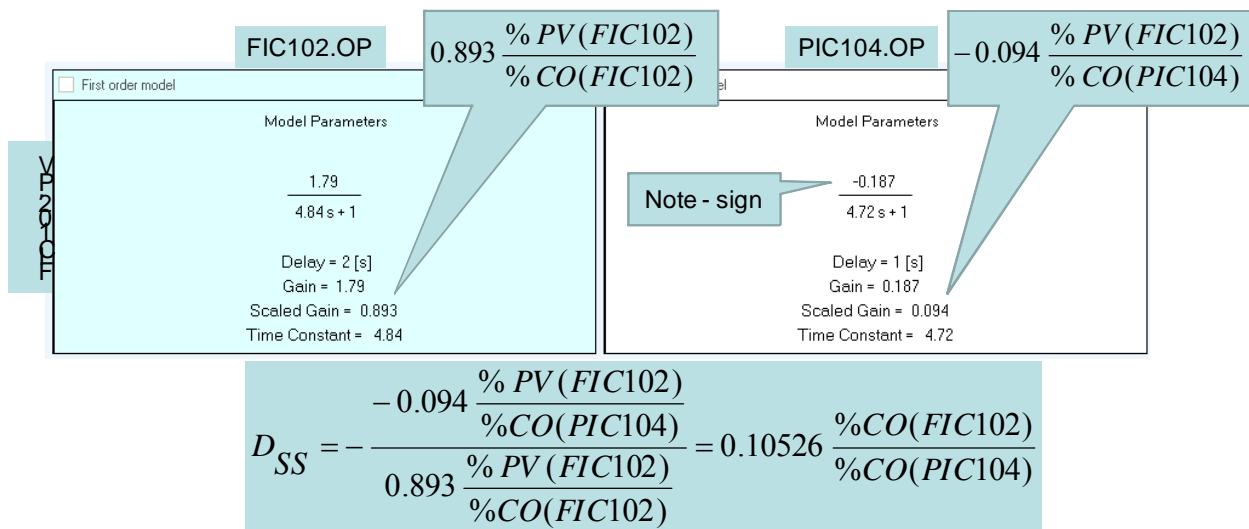 FIC102.OP
0.893 % PV (FIC102) / % CO (FIC102)
PIC104.OP
−0.094 % PV (FIC102) / % CO (PIC104)
First order model
Model Parameters
1.79
4.84 s + 1
Delay = 2 [s]
Gain = 1.79
Scaled Gain = 0.893
Time Constant = 4.84
el
Model Parameters
Note - sign
-0.187
4.72 s + 1
Delay = 1 [s]
Gain = 0.187
Scaled Gain = 0.094
Time Constant = 4.72
D_SS = − (−0.094 % PV (FIC102) / %CO(PIC104)) / (0.893 % PV (FIC102) / %CO(FIC102)) = 0.10526 %CO(FIC102) / %CO(PIC104)